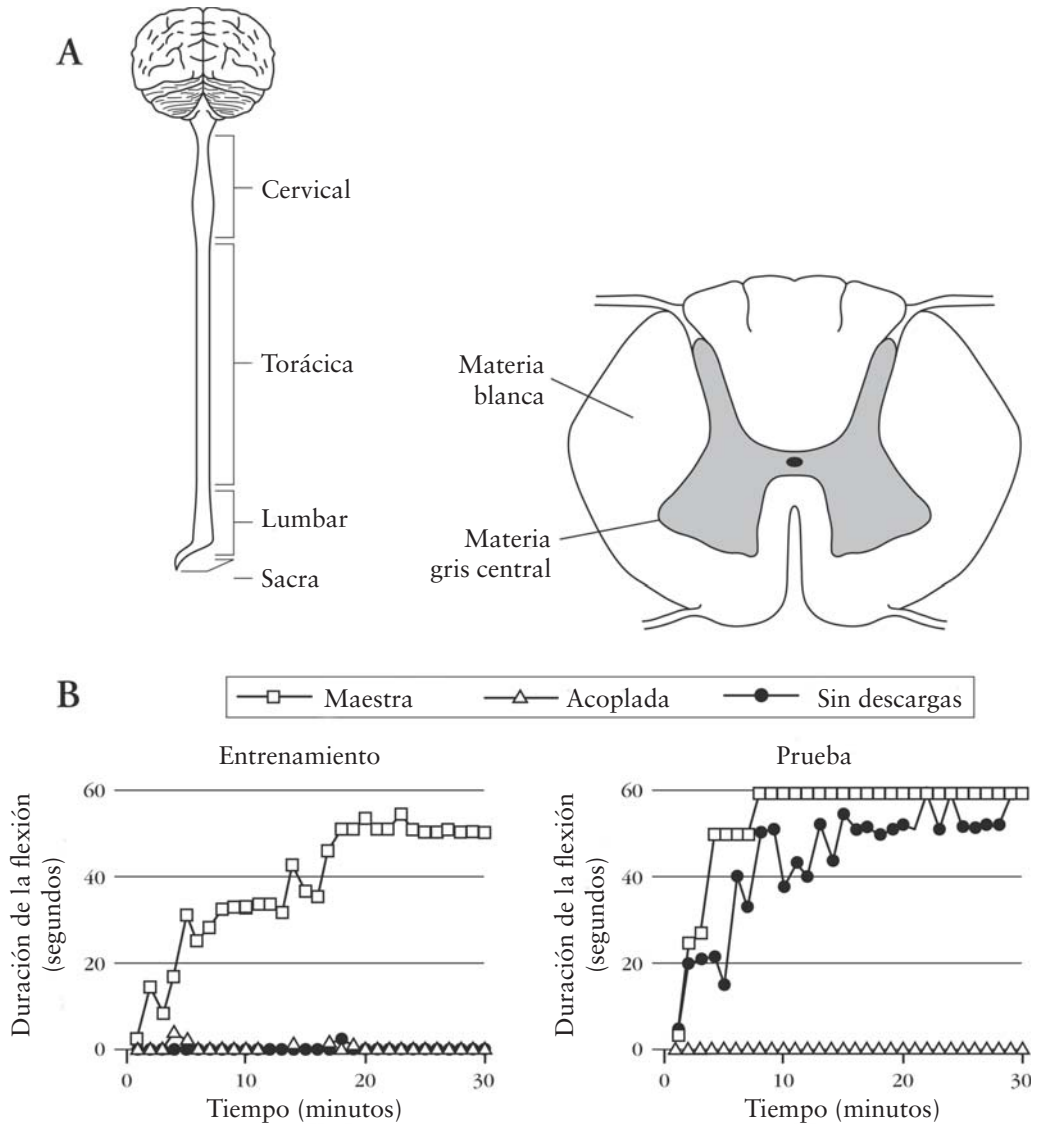 A
Cervical
Torácica
Lumbar
Sacra
Materia
blanca
Materia
gris central
B
Maestra
Acoplada
Sin descargas
Entrenamiento
Duración de la flexión
(segundos)
60
40
20
0
0
10
20
30
Tiempo (minutos)
Prueba
Duración de la flexión
(segundos)
60
40
20
0
0
10
20
30
Tiempo (minutos)